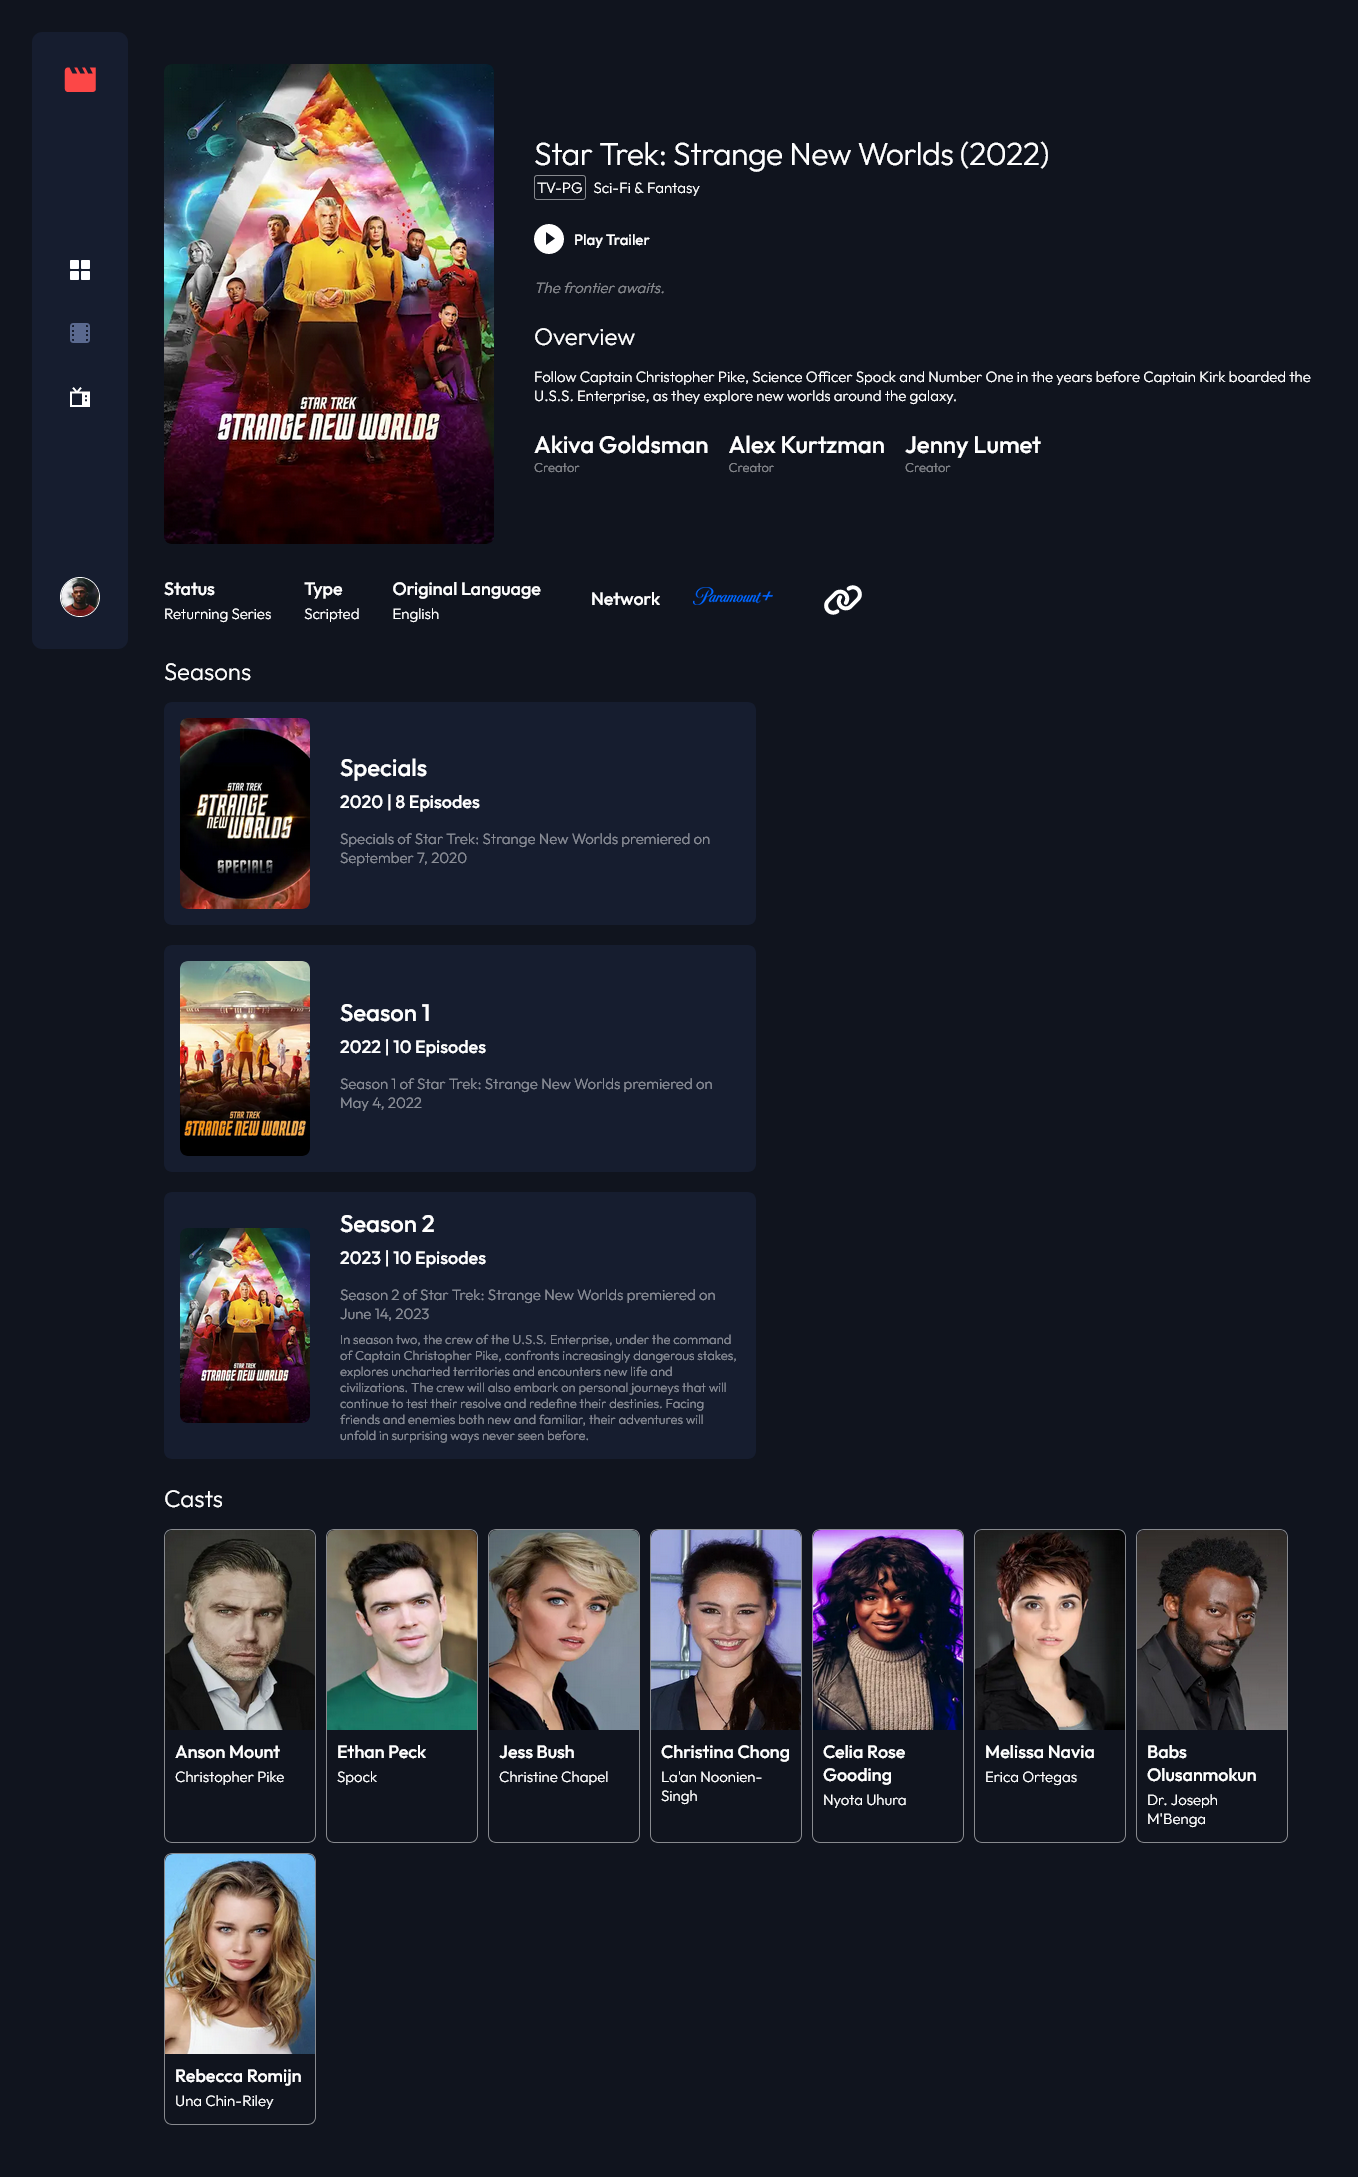 Star Trek: Strange New Worlds (2022)
TV-PG Sci-Fi & Fantasy
Play Trailer
The frontier awaits.
Overview
Follow Captain Christopher Pike, Science Officer Spock and Number One in the years before Captain Kirk boarded the
U.S.S. Enterprise, as they explore new worlds around the galaxy.
Akiva Goldsman Alex Kurtzman Jenny Lumet
Creator Creator Creator
STAR TREK
STRANGE NEW WORLDS
Status Type Original Language
Returning Series Scripted English
Network Paramount+
Seasons
STAR TREK
STRANGE
NEW WORLDS
SPECIALS
Specials
2020 | 8 Episodes
Specials of Star Trek: Strange New Worlds premiered on
September 7, 2020
STAR TREK
STRANGE NEW WORLDS
Season 1
2022 | 10 Episodes
Season 1 of Star Trek: Strange New Worlds premiered on
May 4, 2022
STAR TREK
STRANGE NEW WORLDS
Season 2
2023 | 10 Episodes
Season 2 of Star Trek: Strange New Worlds premiered on
June 14, 2023
In season two, the crew of the U.S.S. Enterprise, under the command
of Captain Christopher Pike, confronts increasingly dangerous stakes,
explores uncharted territories and encounters new life and
civilizations. The crew will also embark on personal journeys that will
continue to test their resolve and redefine their destinies. Facing
friends and enemies both new and familiar, their adventures will
unfold in surprising ways never seen before.
Casts
Anson Mount
Christopher Pike
Ethan Peck
Spock
Jess Bush
Christine Chapel
Christina Chong
La'an Noonien-
Singh
Celia Rose
Gooding
Nyota Uhura
Melissa Navia
Erica Ortegas
Babs
Olusanmokun
Dr. Joseph
M'Benga
Rebecca Romijn
Una Chin-Riley